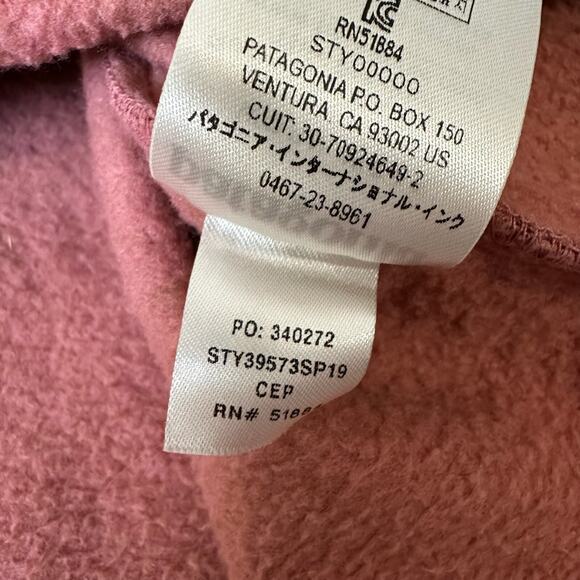 RN51884
STY00000
PATAGONIA P.O. BOX 150
VENTURA, CA 93002 US
CUIT: 30-70924649-2
パタゴニア・インターナショナル・インク
0467-23-8961
PO: 340272
STY39573SP19
CEP
RN#